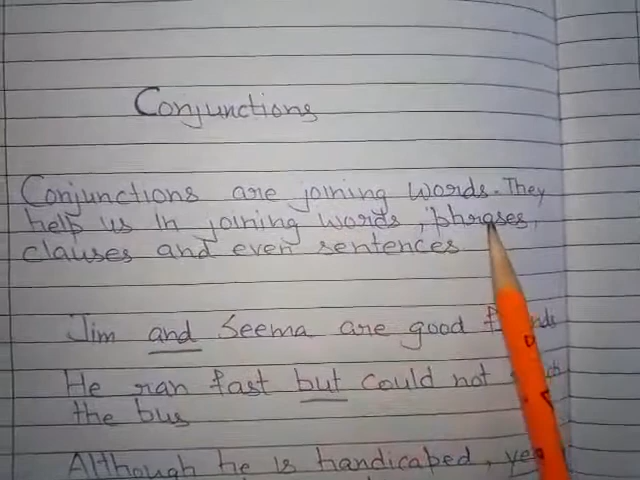 Conjunctions
Conjunctions are joining words. They
help us in joining words, phrases,
clauses and even sentences
Jim and Seema are good
He ran fast but could not
the bus
Although he is handicaped,